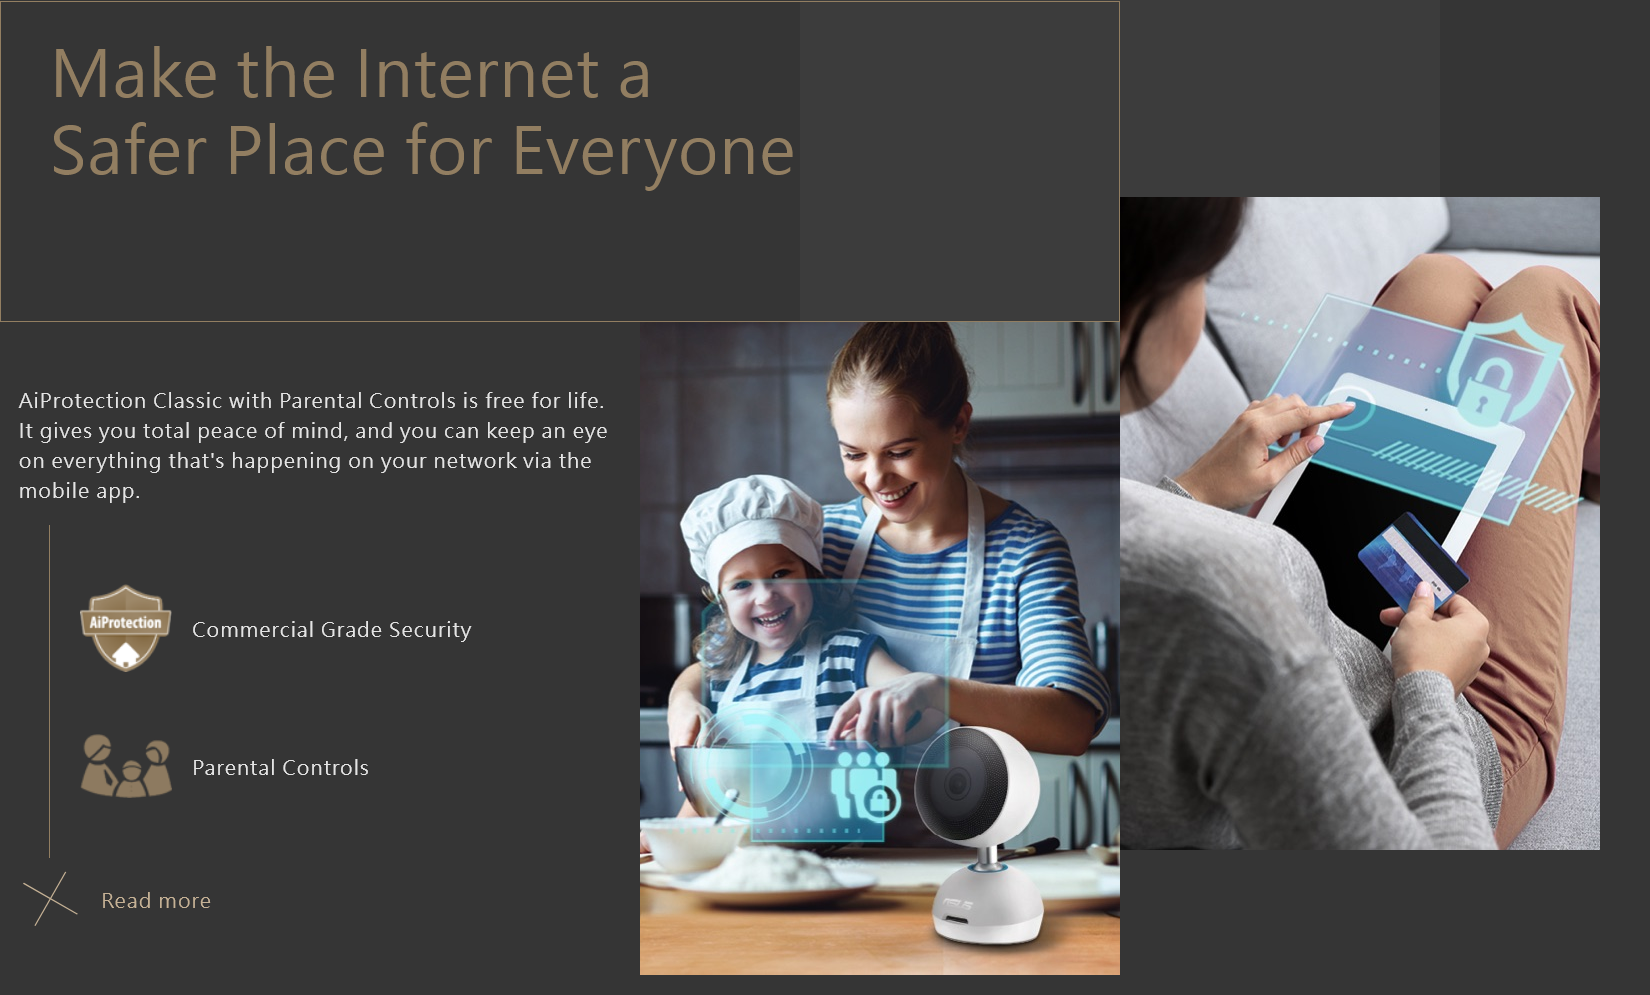 Make the Internet a
Safer Place for Everyone
AiProtection Classic with Parental Controls is free for life.
It gives you total peace of mind, and you can keep an eye
on everything that's happening on your network via the
mobile app.
AiProtection
Commercial Grade Security
Parental Controls
Read more
ASUS